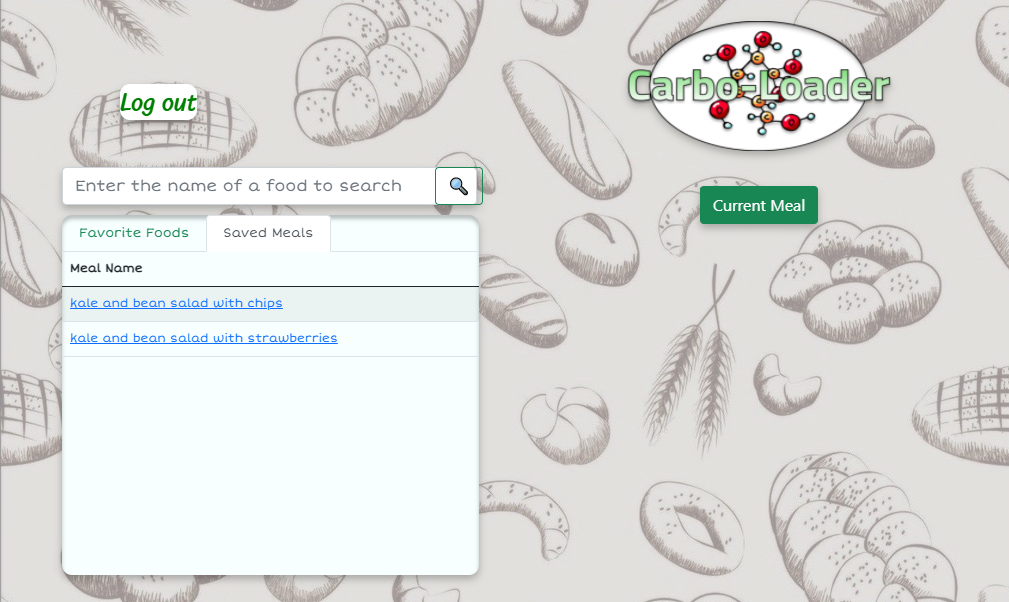 Carbo-Loader
Log out
Enter the name of a food to search
Current Meal
Favorite Foods
Saved Meals
Meal Name
kale and bean salad with chips
kale and bean salad with strawberries